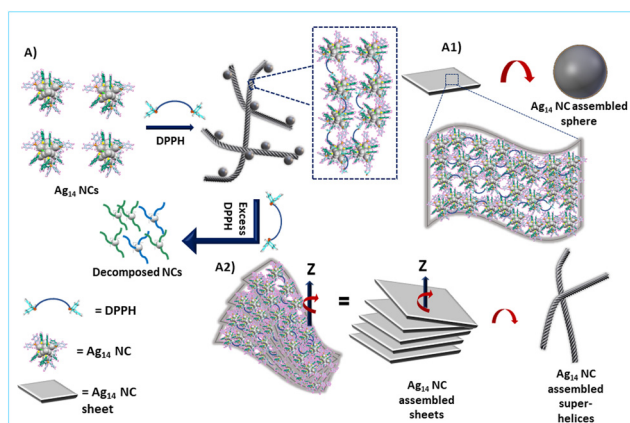 A)
DPPH
Ag14 NCs
A1)
Ag14 NC assembled
sphere
Excess
DPPH
Decomposed NCs
A2)
Z
=
Z
= DPPH
= Ag14 NC
= Ag14 NC
sheet
Ag14 NC
assembled
sheets
Ag14 NC
assembled
super-
helices